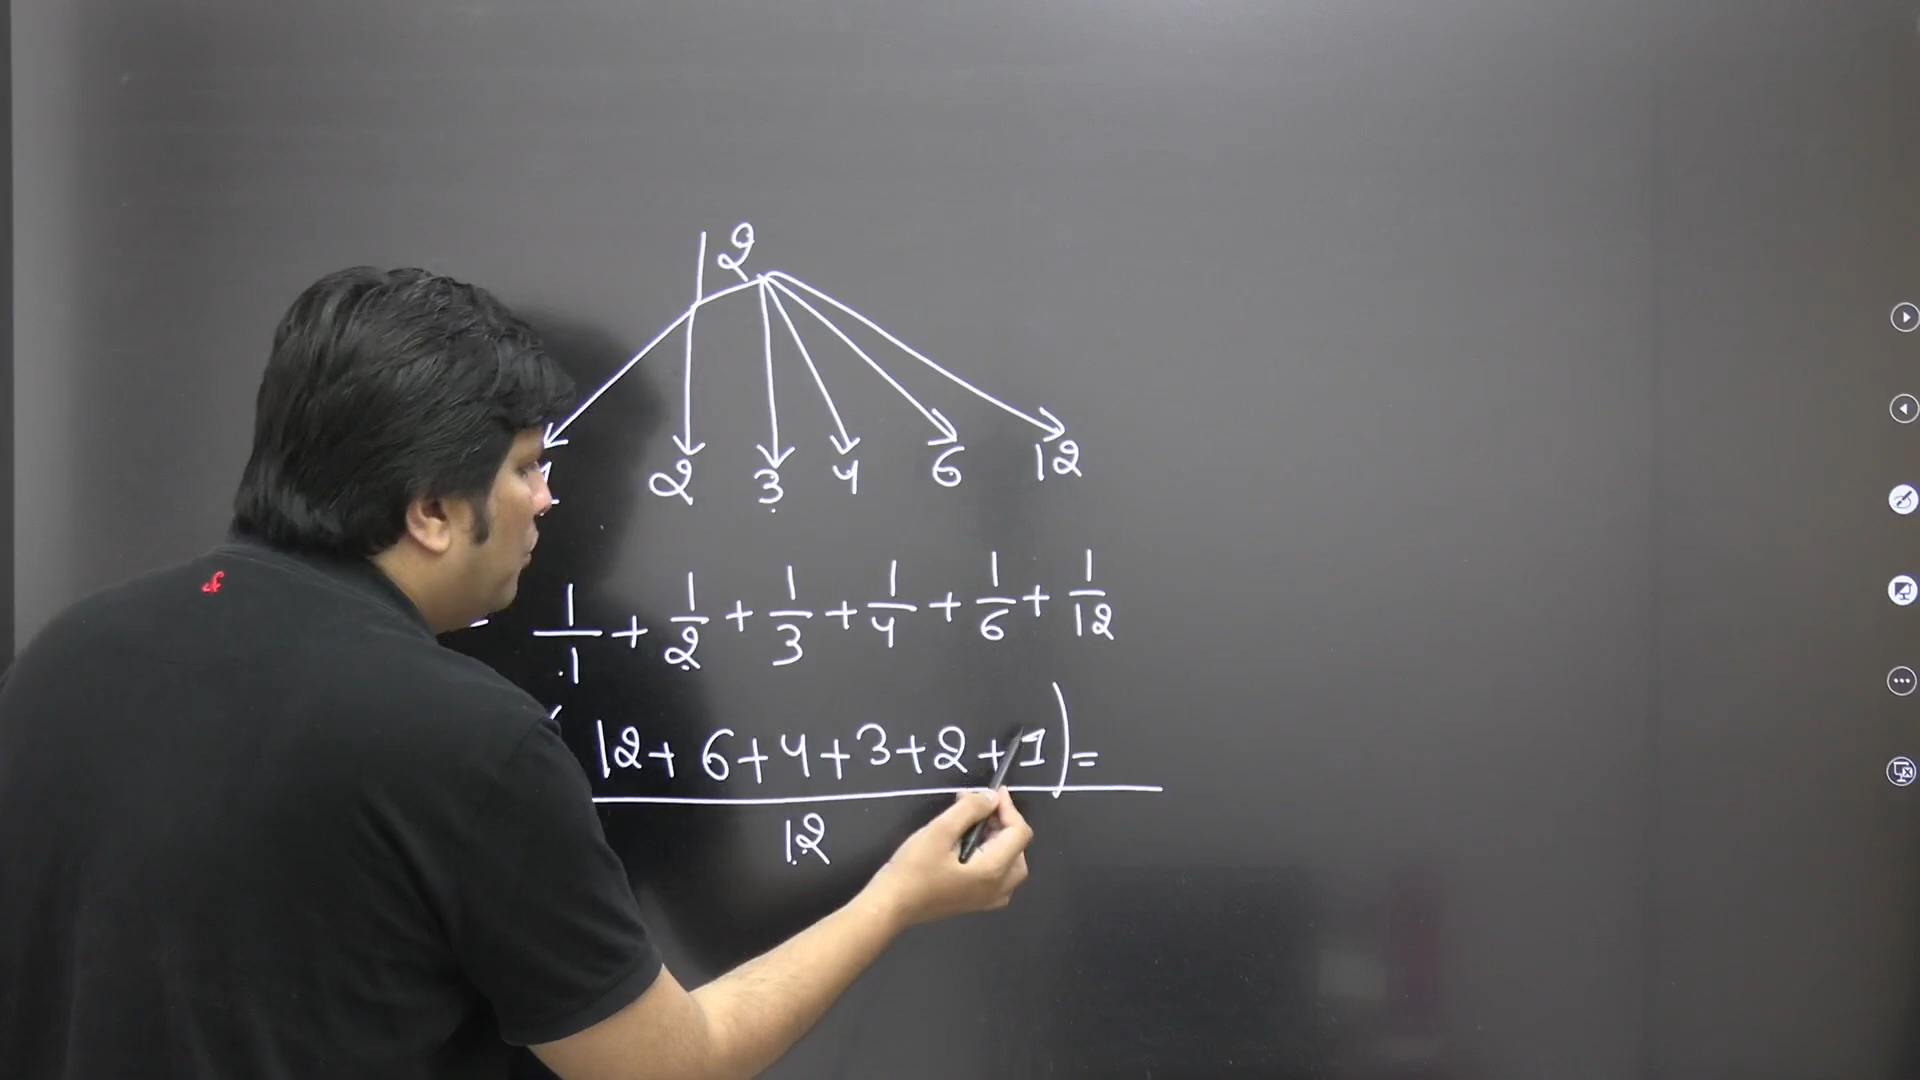 12
2 3 4 6 12
1/1 + 1/2 + 1/3 + 1/4 + 1/6 + 1/12
12 + 6 + 4 + 3 + 2 + 1) =
12